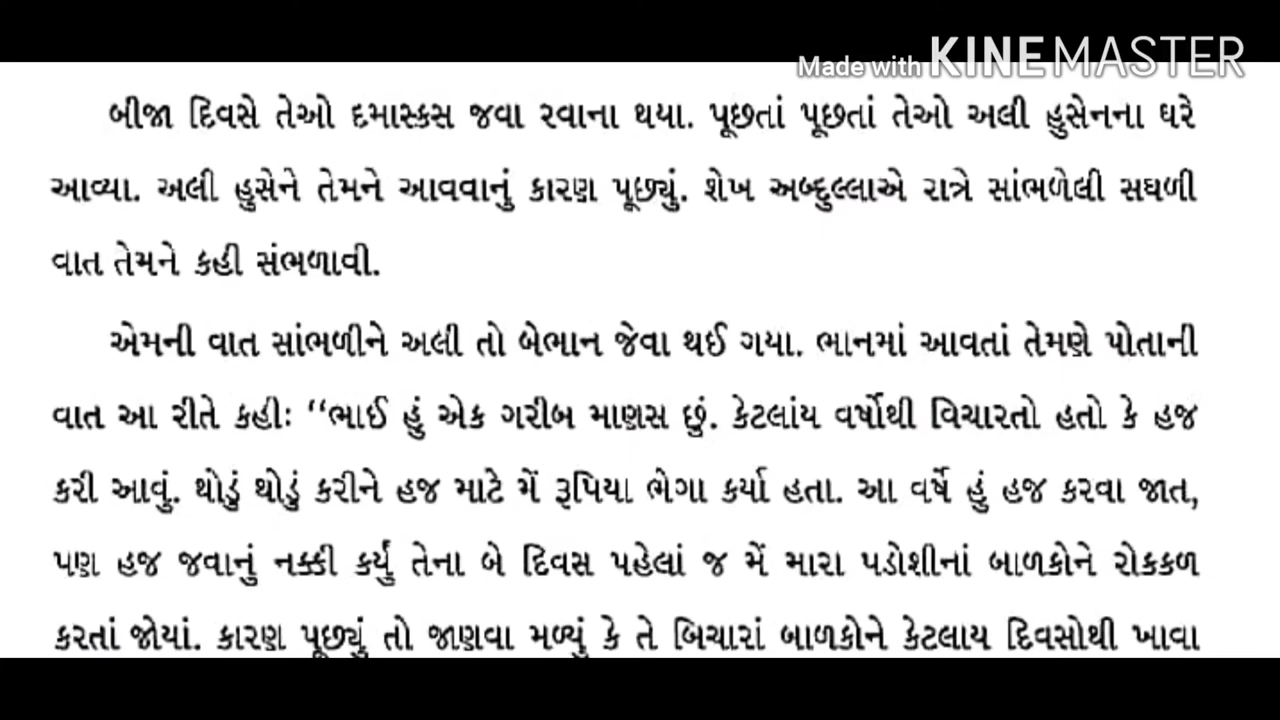 Made with KINEMASTER
બીજા દિવસે તેઓ દમાસ્કસ જવા રવાના થયા. પૂછતાં પૂછતાં તેઓ અલી હુસેનના ઘરે
આવ્યા. અલી હુસેને તેમને આવવાનું કારણ પૂછ્યું. શેખ અબ્દુલ્લાએ રાત્રે સાંભળેલી સઘળી
વાત તેમને કહી સંભળાવી.
એમની વાત સાંભળીને અલી તો બેભાન જેવા થઈ ગયા. ભાનમાં આવતાં તેમણે પોતાની
વાત આ રીતે કહીઃ “ભાઈ હું એક ગરીબ માણસ છું. કેટલાંય વર્ષોથી વિચારતો હતો કે હજ
કરી આવું. થોડું થોડું કરીને હજ માટે મેં રૂપિયા ભેગા કર્યા હતા. આ વર્ષે હું હજ કરવા જાત,
પણ હજ જવાનું નક્કી કર્યું તેના બે દિવસ પહેલાં જ મેં મારા પડોશીનાં બાળકોને રોકકળ
કરતાં જોયાં. કારણ પૂછ્યું તો જાણવા મળ્યું કે તે બિચારાં બાળકોને કેટલાય દિવસોથી ખાવા